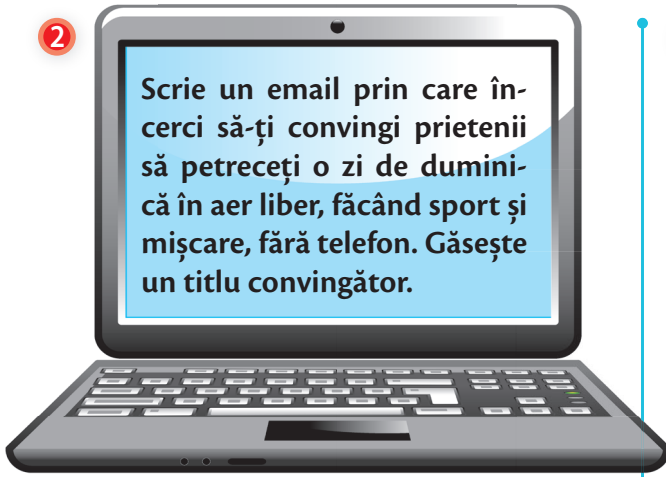 2
Scrie un email prin care în-
cerci să-ți convingi prietenii
să petreceți o zi de dumini-
că în aer liber, făcând sport și
mișcare, fără telefon. Găsește
un titlu convingător.